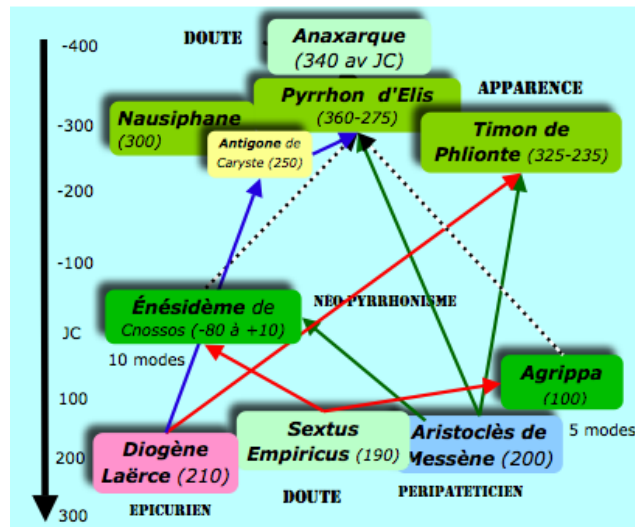 -400
DOUTE
Anaxarque
(340 av JC)
Pyrrhon d'Elis
(360-275)
APPARENCE
Nausiphane
(300)
-300
Antigone de
Caryste (250)
Timon de
Phlionte (325-235)
-200
-100
Énésidème de
Cnossos (-80 à +10)
NEO PYRRHONISME
JC
10 modes
Agrippa
(100)
100
5 modes
Sextus
Empiricus (190)
Aristoclès de
Messène (200)
Diogène
Laërce (210)
200
DOUTE
PERIPATETICIEN
EPICURIEN
300